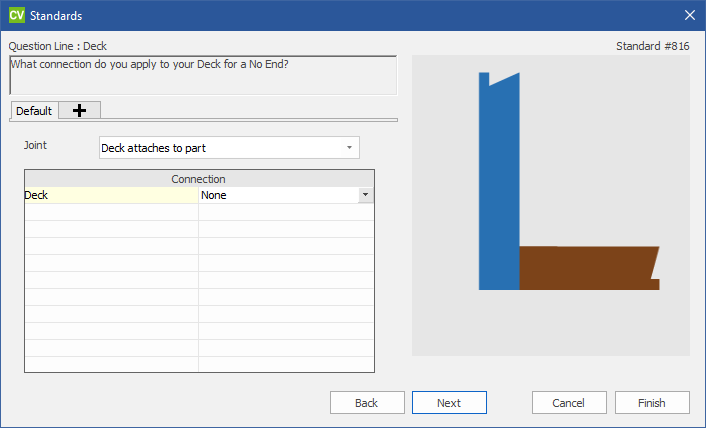 CV Standards
Question Line : Deck
Standard #816
What connection do you apply to your Deck for a No End?
Default
Joint
Deck attaches to part
Connection
Deck None
Back Next Cancel Finish